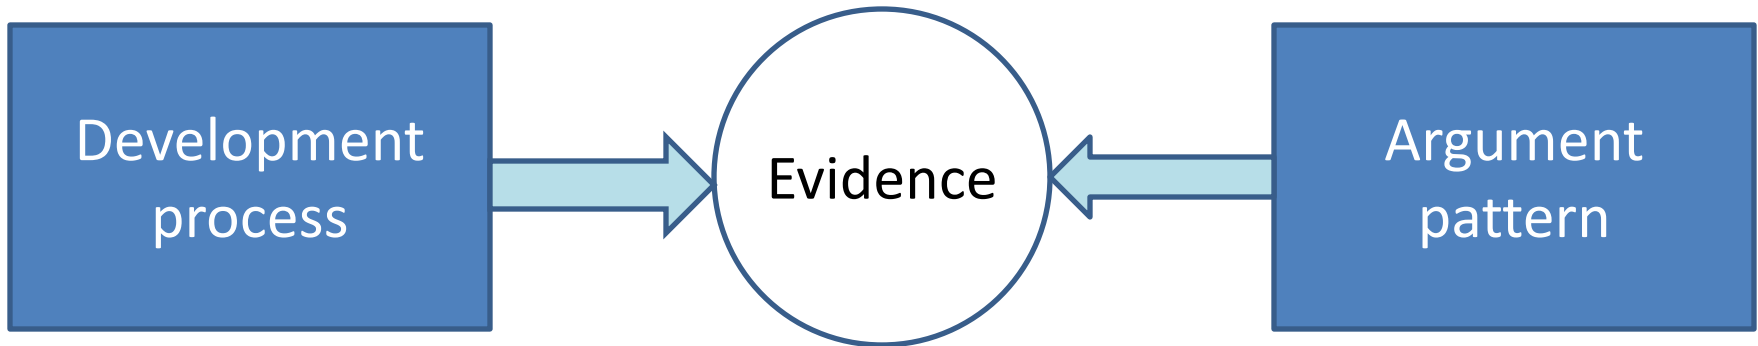 Development
process
Evidence
Argument
pattern